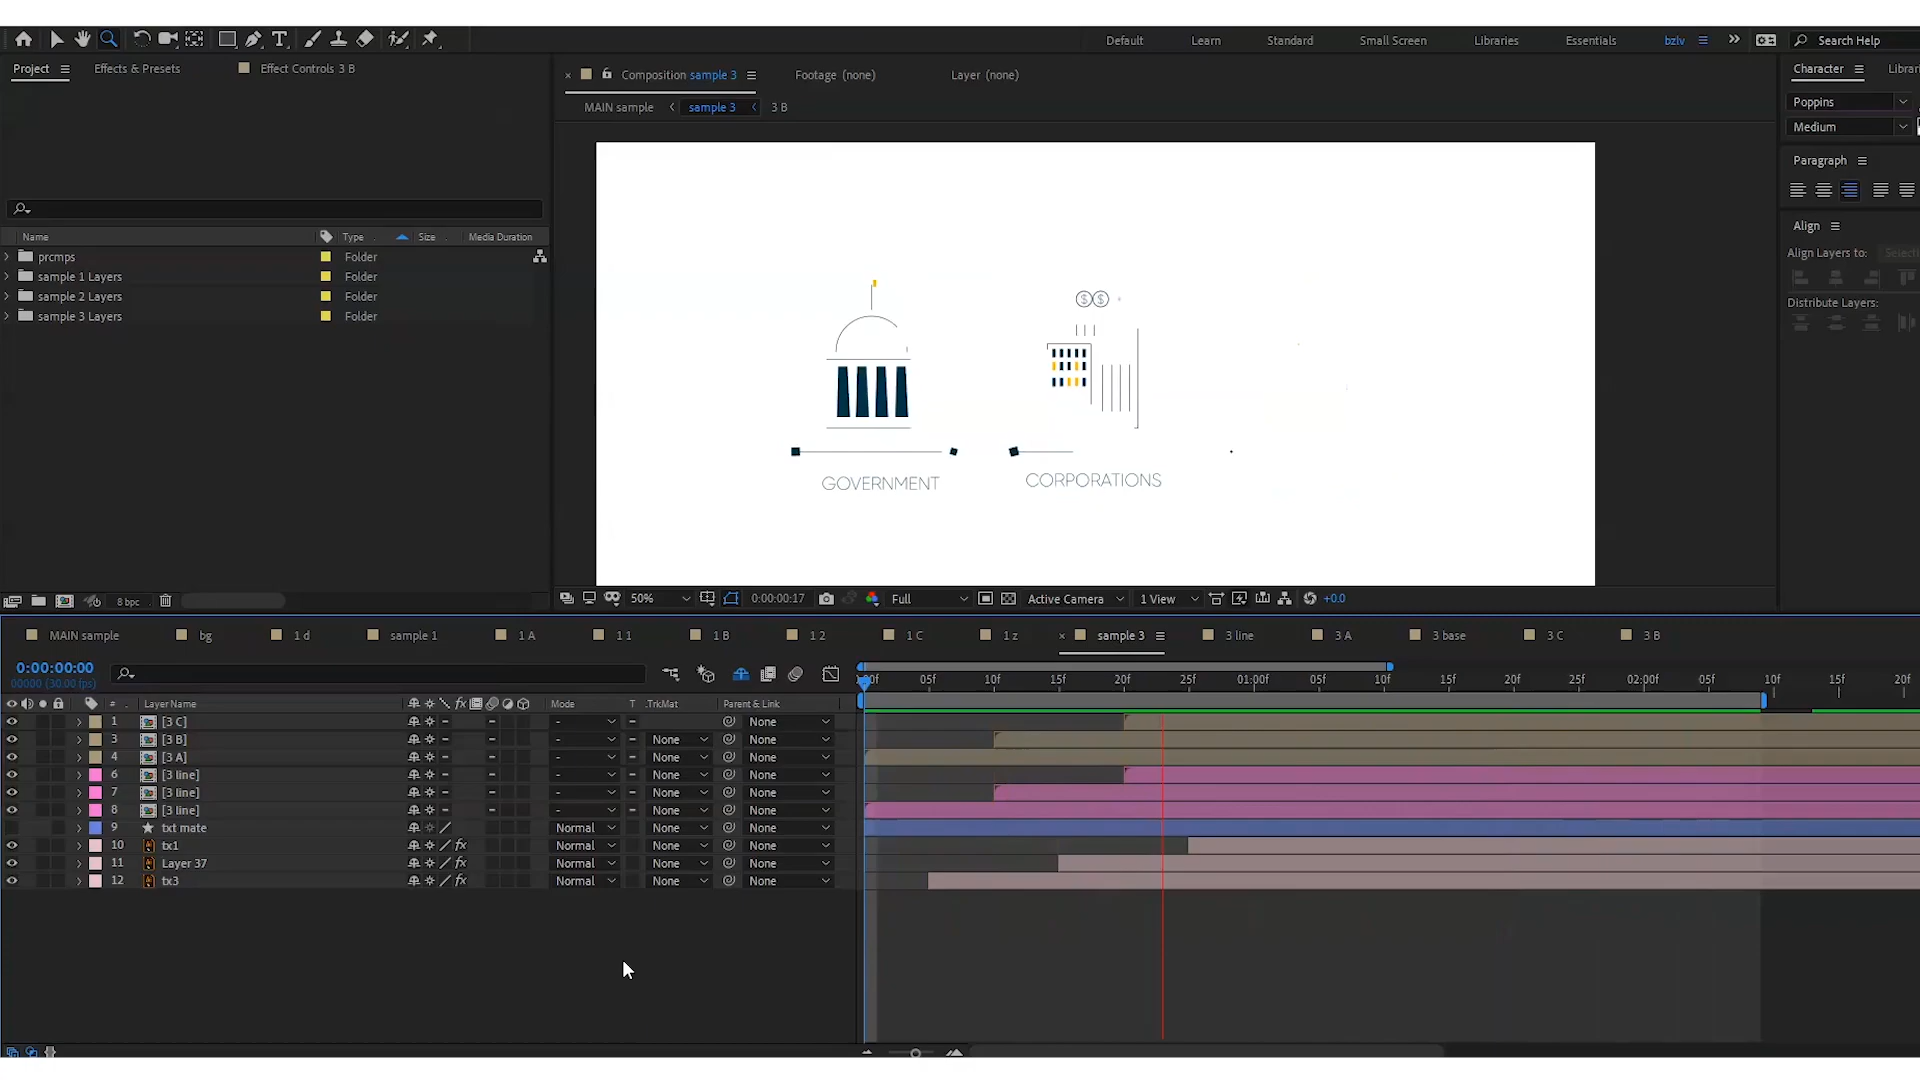 Default Learn Standard Small Screen Libraries Essentials bzlv Search Help
Project Effects & Presets Effect Controls 3 B
Composition sample 3 Footage (none) Layer (none)
MAIN sample sample 3 3 B
Character
Poppins
Medium
Paragraph
Align
Align Layers to:
Distribute Layers:
Name Type Size Media Duration
prcmps Folder
sample 1 Layers Folder
sample 2 Layers Folder
sample 3 Layers Folder
$ $
GOVERNMENT CORPORATIONS
8 bpc
50% 0:00:00:17 Full Active Camera 1 View +0.0
MAIN sample bg 1 d sample 1 1 A 1 1 1 B 1 2 1 C 1 z sample 3 3 line 3 A 3 base 3 C 3 B
0:00:00:00
00000 (30.00 fps)
05f 10f 15f 20f 25f 01:00f 05f 10f 15f 20f 25f 02:00f 05f 10f 15f 20f
# Layer Name fx Mode T .TrkMat Parent & Link
1 [3 C] - None
3 [3 B] - None None
4 [3 A] - None None
6 [3 line] - None None
7 [3 line] - None None
8 [3 line] - None None
9 txt mate Normal None None
10 tx1 fx Normal None None
11 Layer 37 fx Normal None None
12 tx3 fx Normal None None